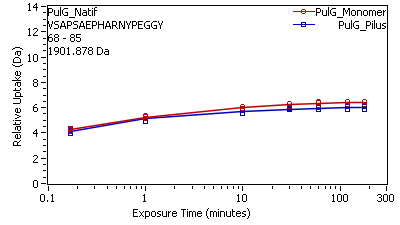 PulG_Natif
VSAPSAEPHARNYPEGGY
68 - 85
1901.878 Da
PulG_Monomer
PulG_Pilus
Relative Uptake (Da)
14
12
10
8
6
4
2
0
0.1
1
10
100
300
Exposure Time (minutes)